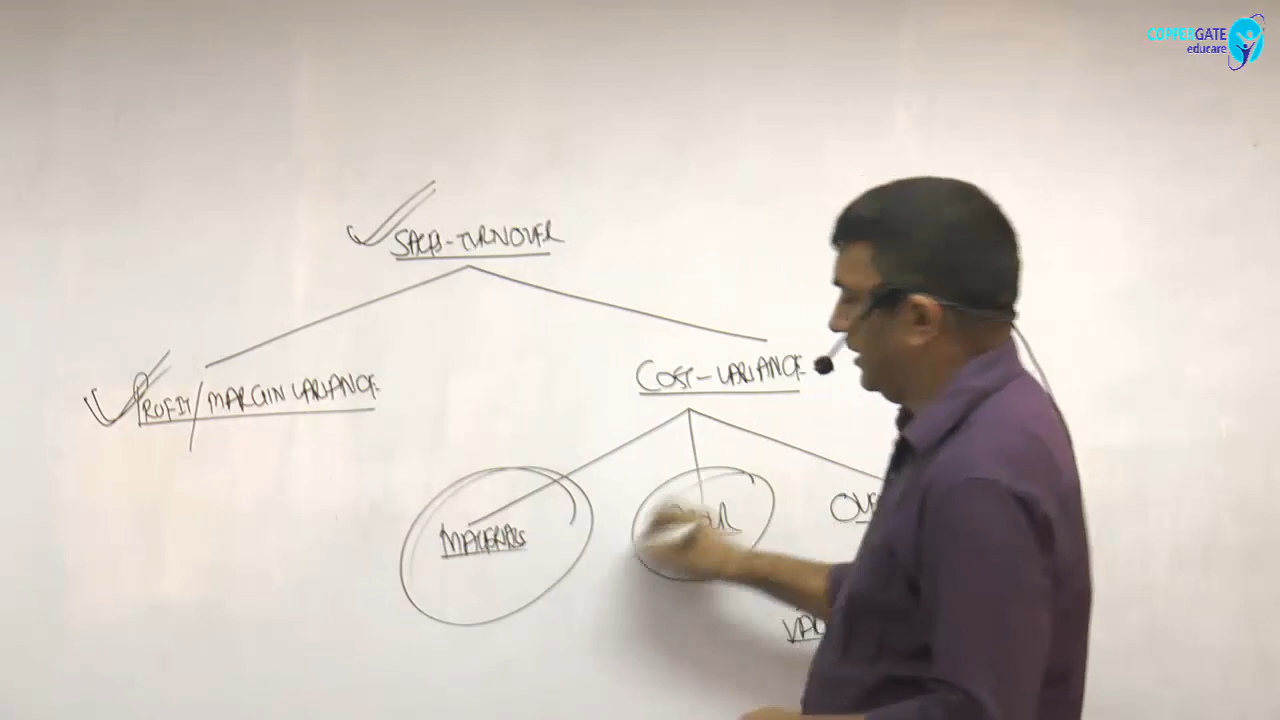 COPPERGATE
educare
SALES-TURNOVER
PROFIT/MARGIN VARIANCE
COST-VARIANCE
MATERIALS